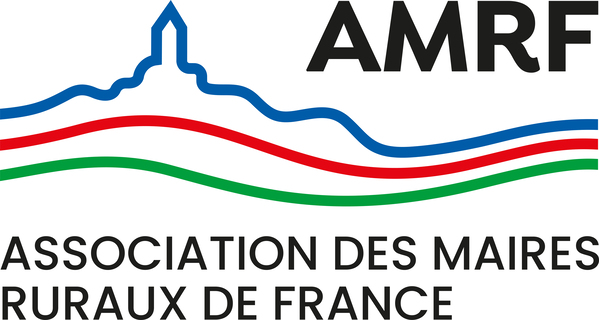 AMRF
ASSOCIATION DES MAIRES
RURAUX DE FRANCE